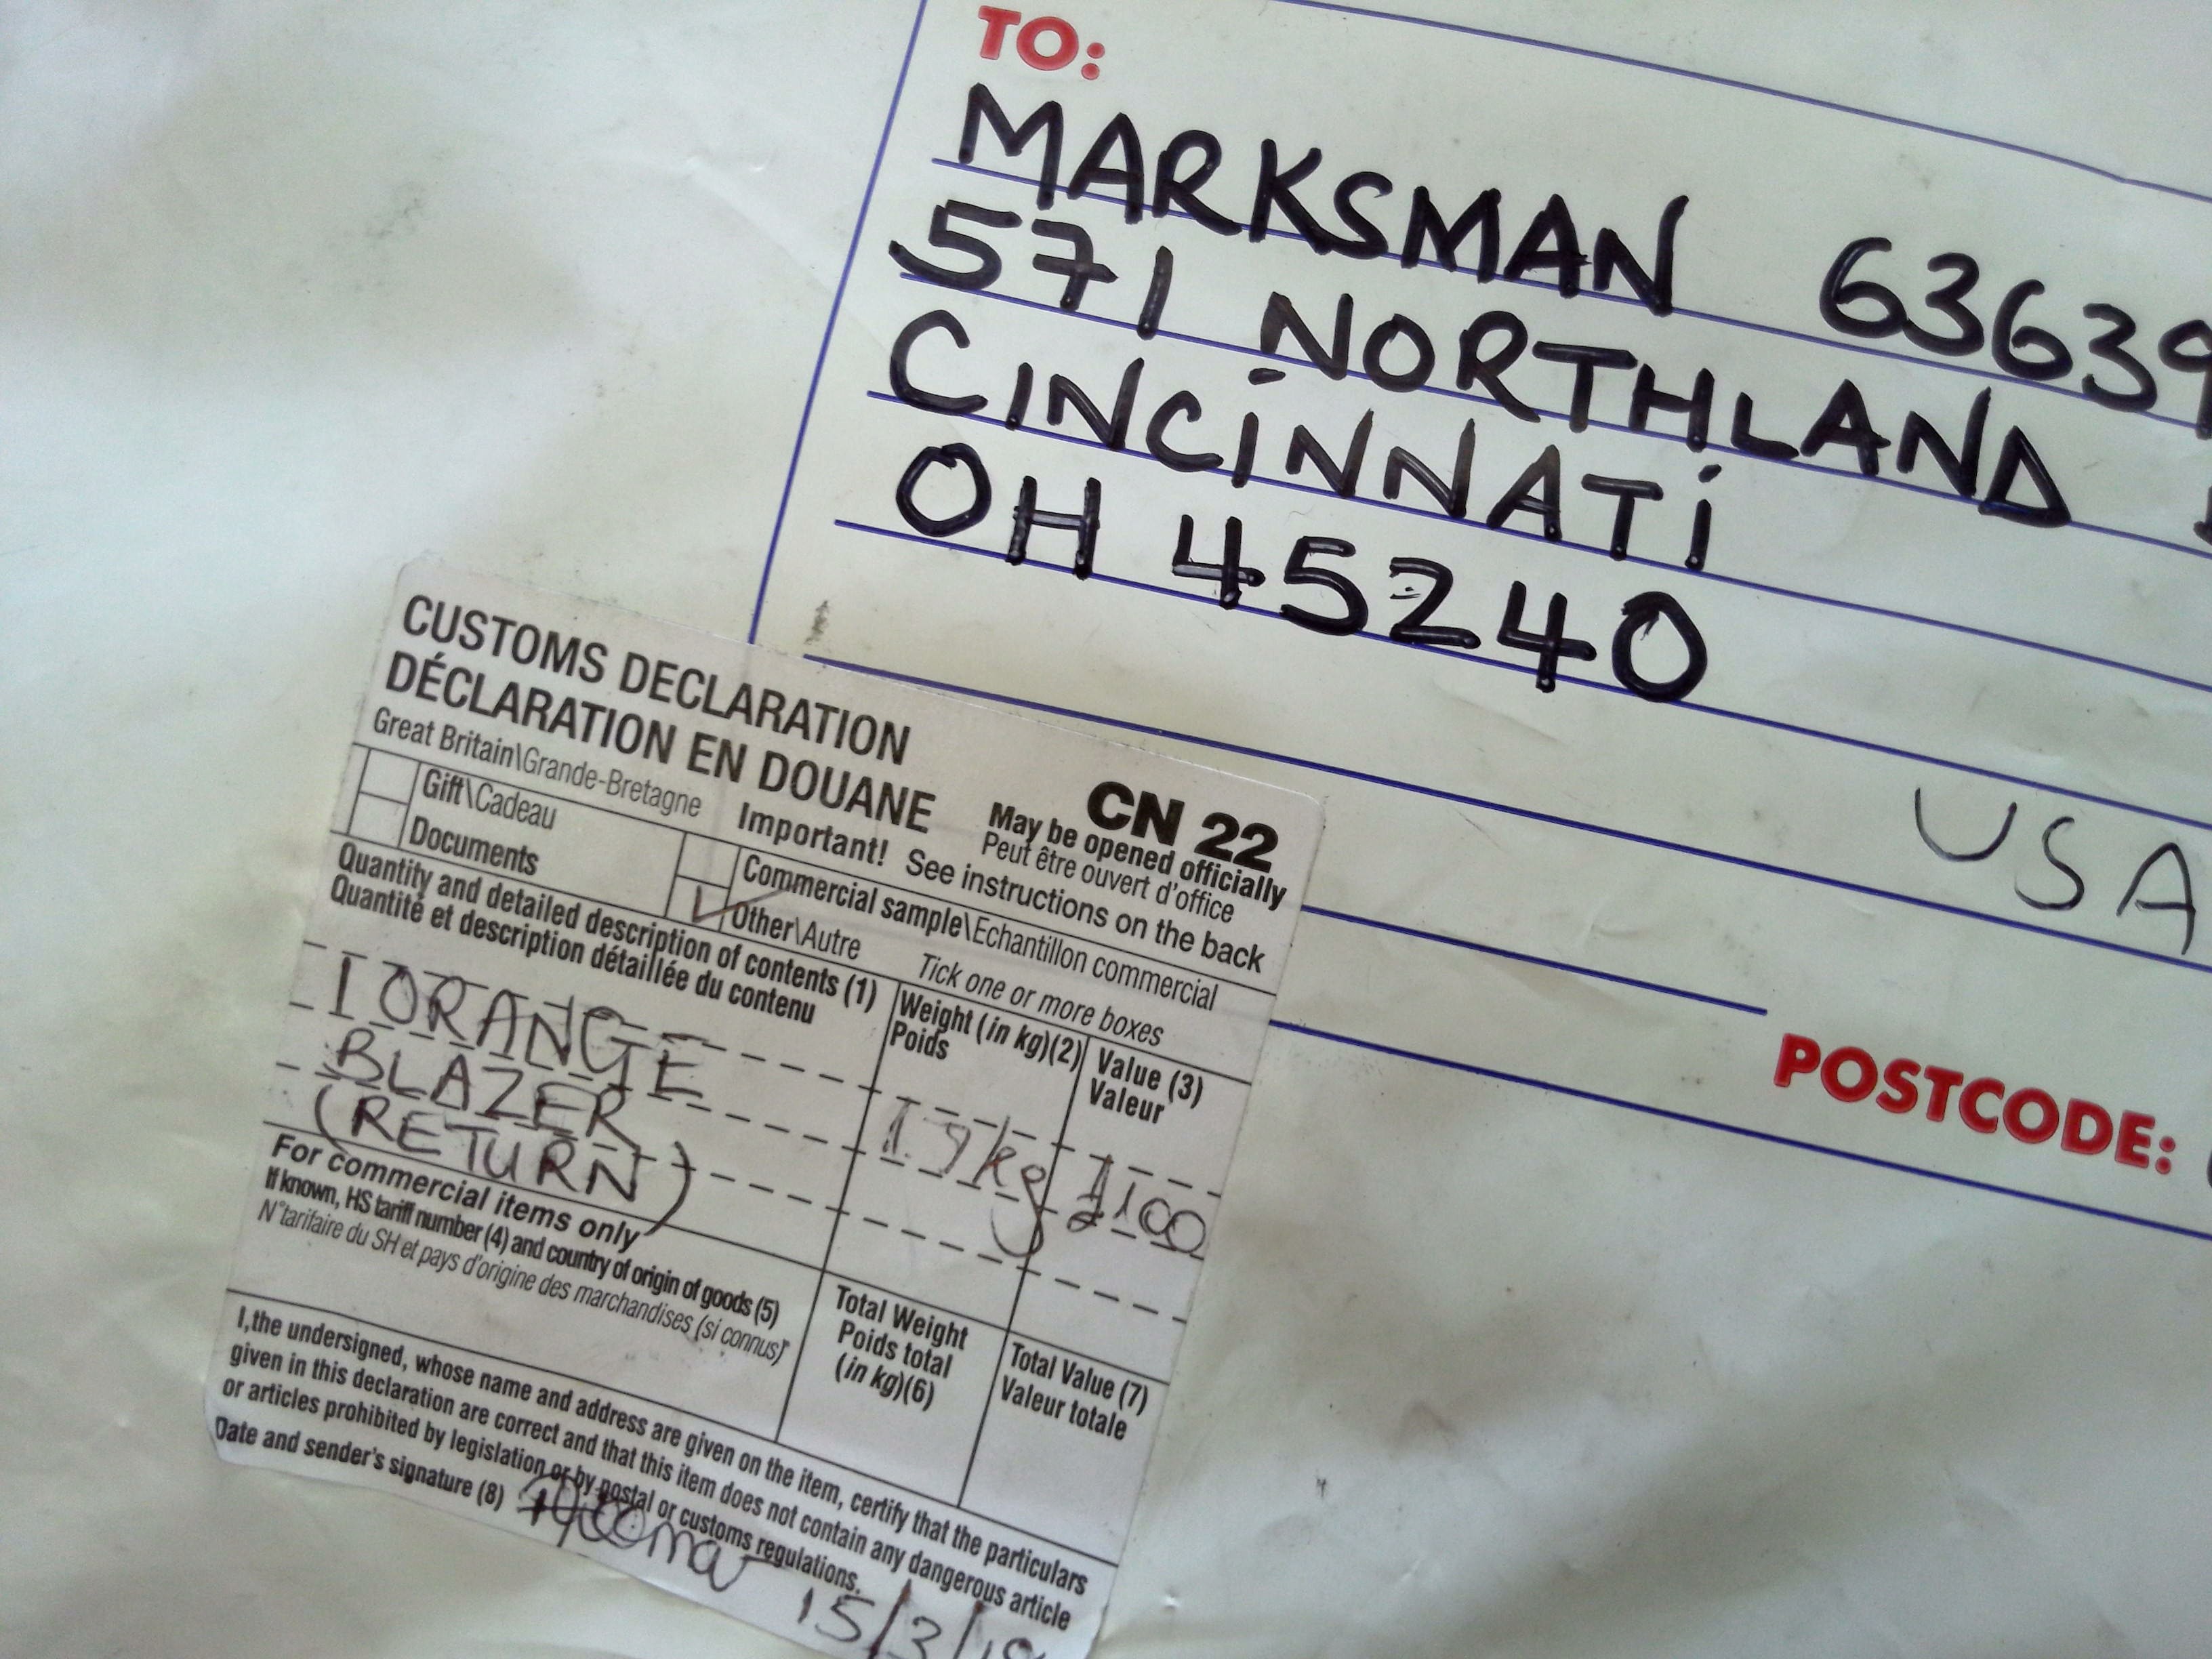 TO:
MARKSMAN 63639
571 NORTHLAND
CINCINNATI
OH 45240
USA
POSTCODE:
CUSTOMS DECLARATION
DÉCLARATION EN DOUANE
CN 22
Great Britain\Grande-Bretagne
May be opened officially
Peut être ouvert d'office
Important! See instructions on the back
Gift\Cadeau
Documents
Commercial sample\Echantillon commercial
Other\Autre
Tick one or more boxes
Quantity and detailed description of contents (1)
Quantité et description détaillée du contenu
Weight (in kg)(2)
Poids
Value (3)
Valeur
1 ORANGE
BLAZER
(RETURN)
kg £100
For commercial items only
If known, HS tariff number (4) and country of origin of goods (5)
N°tarifaire du SH et pays d'origine des marchandises (si connus)
Total Weight
Poids total
(in kg)(6)
Total Value (7)
Valeur totale
I, the undersigned, whose name and address are given on the item, certify that the particulars
given in this declaration are correct and that this item does not contain any dangerous article
or articles prohibited by legislation or by postal or customs regulations.
Date and sender's signature (8)
15/3/